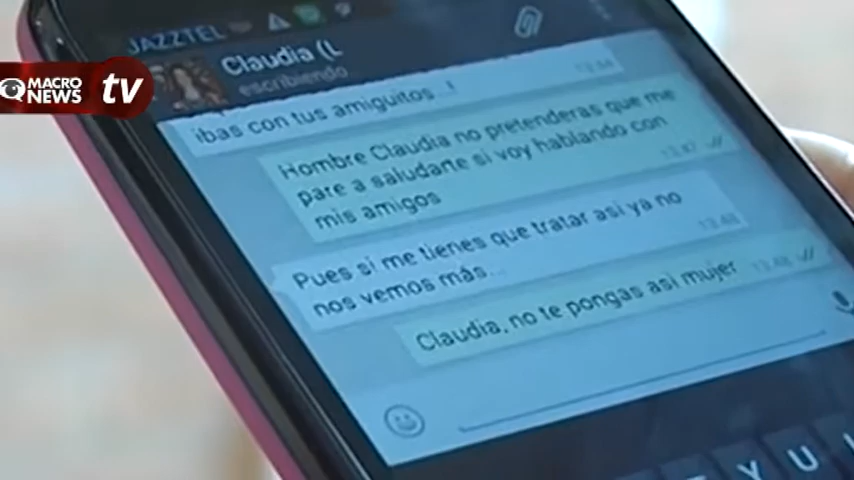 JAZZTEL
Claudia (L
escribiendo
MACRO
NEWS
tv
ibas con tus amiguitos ..!
13:46
Hombre Claudia no pretenderas que me
pare a saludarte si voy hablando con
mis amigos
13:47
Pues si me tienes que tratar asi ya no
nos vemos más...
13:48
Claudia, no te pongas asi mujer
13:48
Y U